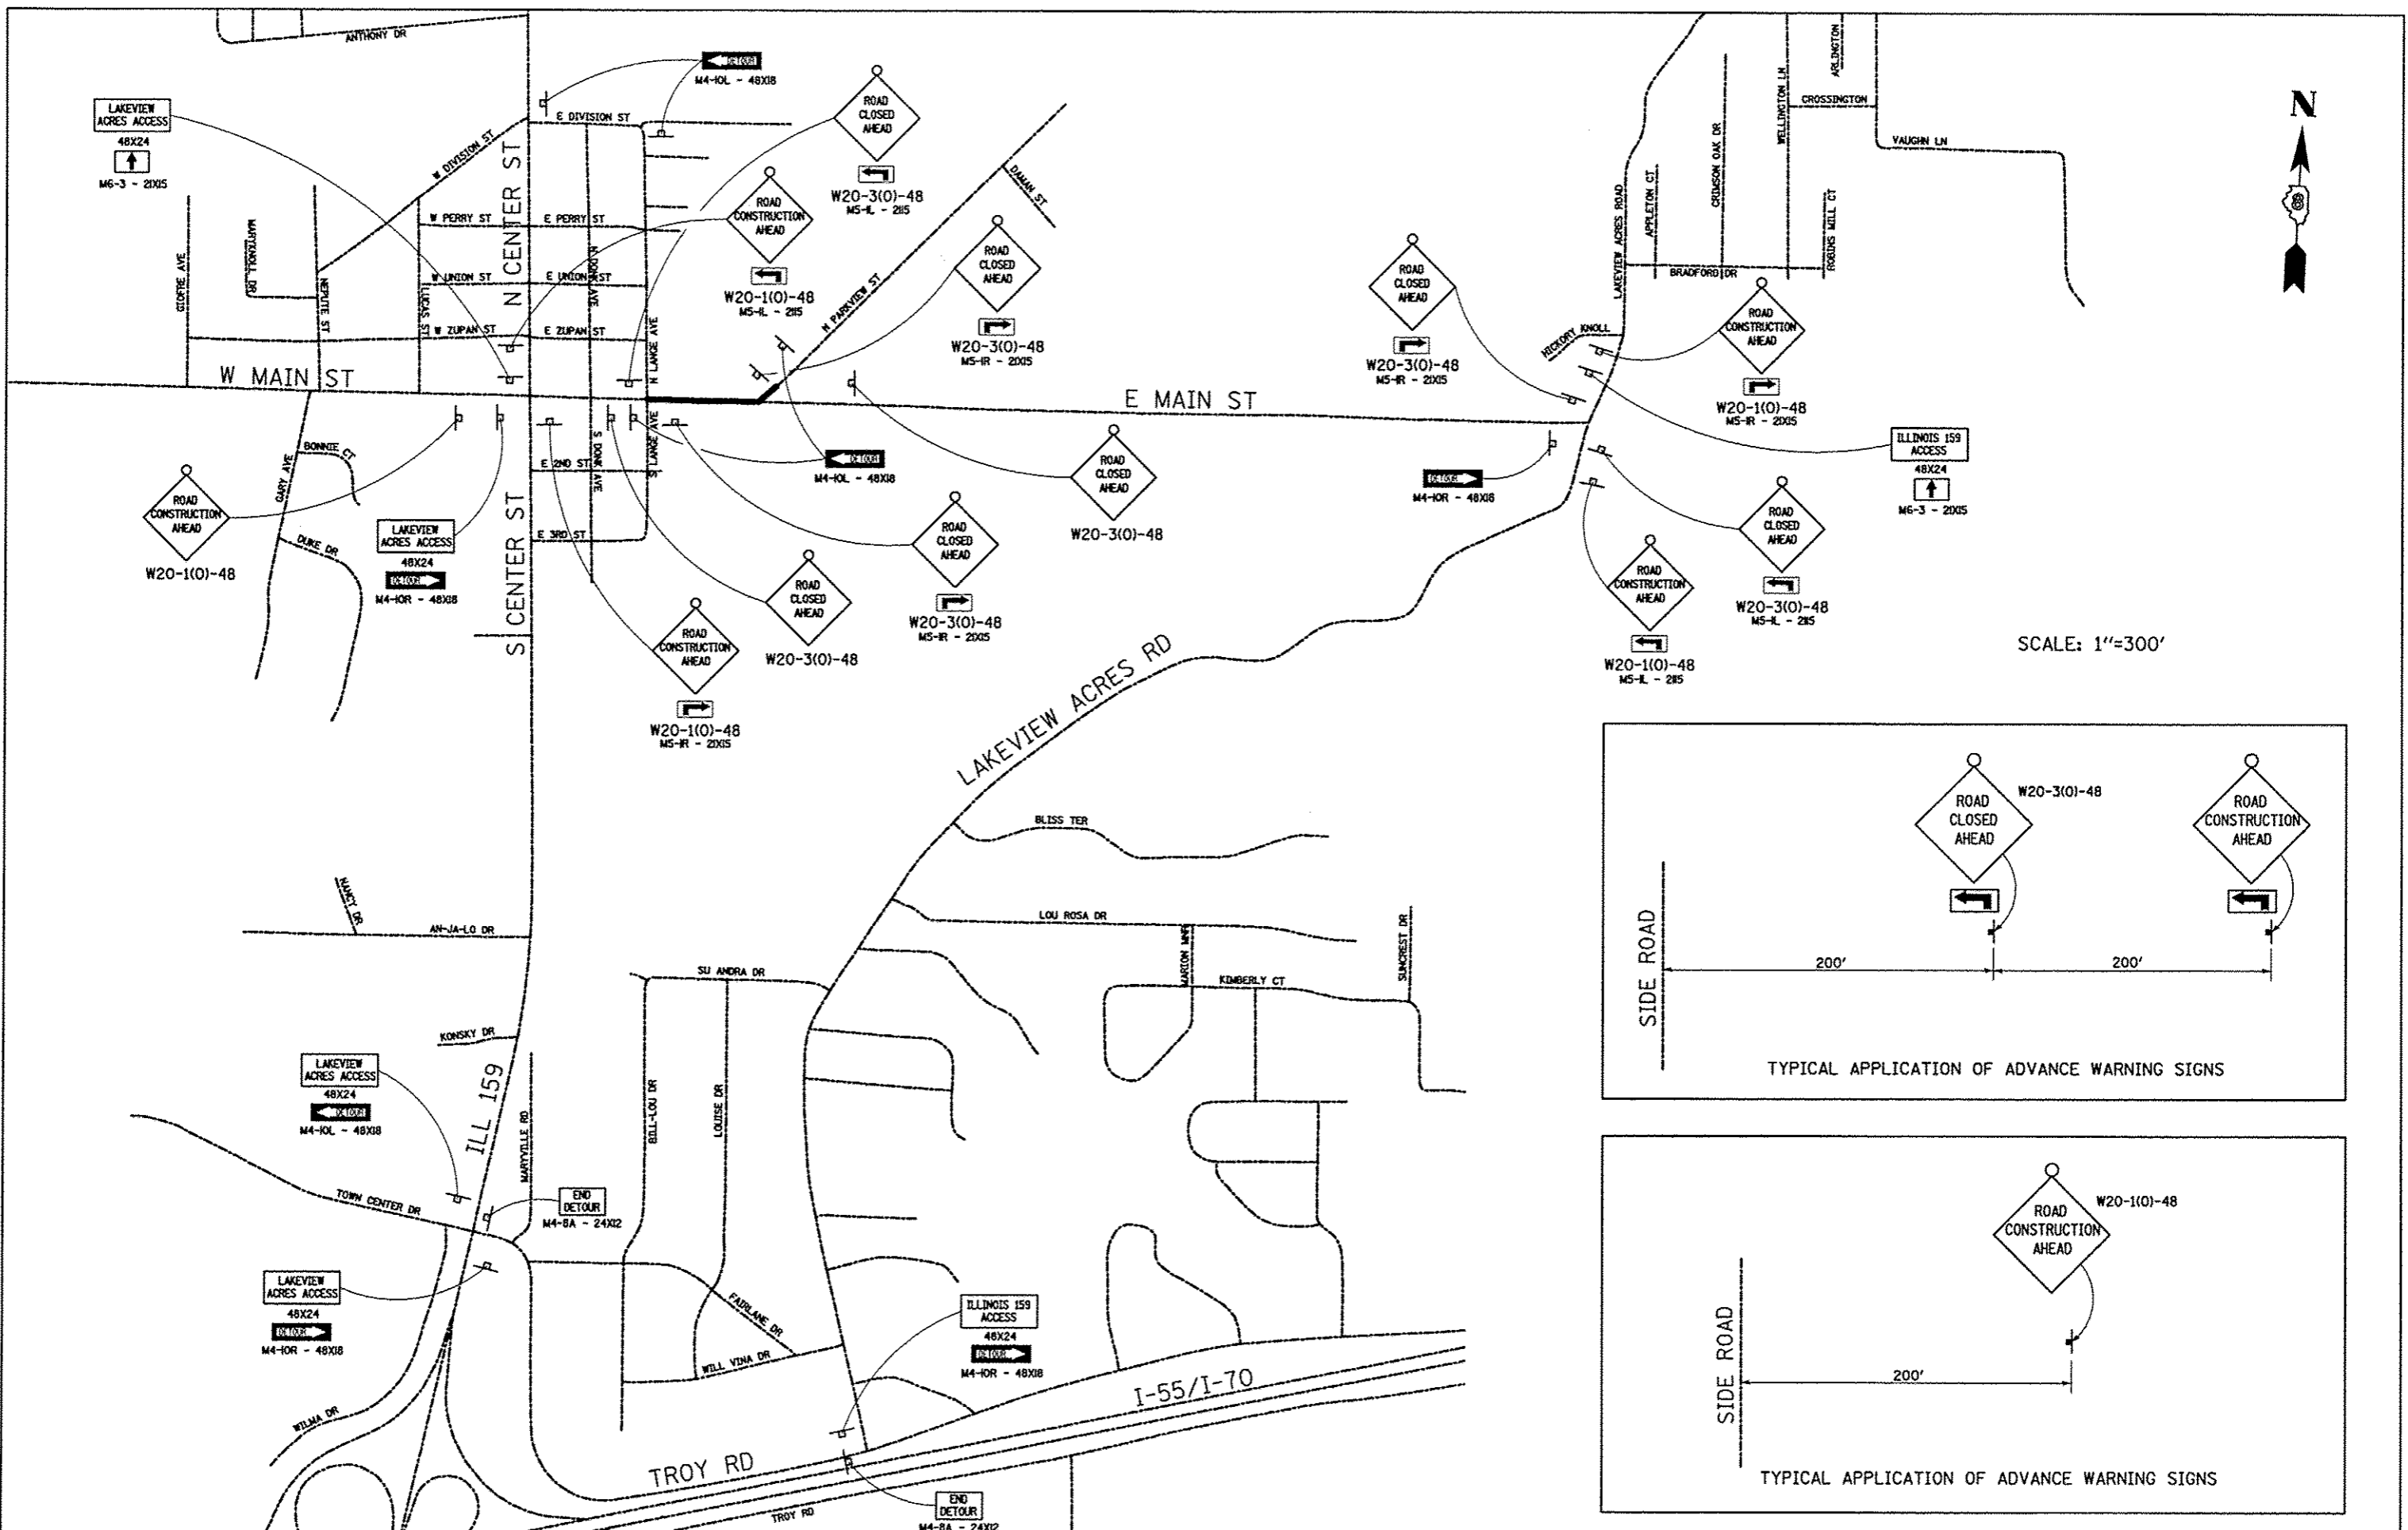 ANTHONY DR
DETOUR
M4-10L - 48X18
LAKEVIEW
ACRES ACCESS
48X24
M6-3 - 21X15
ROAD
CLOSED
AHEAD
W20-3(O)-48
M5-1L - 21X15
ROAD
CONSTRUCTION
AHEAD
W20-1(O)-48
M5-1L - 21X15
ROAD
CLOSED
AHEAD
W20-3(O)-48
M5-1R - 21X15
E DIVISION ST
W DIVISION ST
N CENTER ST
W PERRY ST
E PERRY ST
W UNION ST
E UNION ST
W ZUPAN ST
E ZUPAN ST
GIOFRE AVE
MARYKNOLL DR
NEPUTE ST
LUCAS ST
N DONK AVE
N LANGE AVE
N PARKVIEW ST
DAMAN ST
W MAIN ST
E MAIN ST
ROAD
CLOSED
AHEAD
W20-3(O)-48
M5-1R - 21X15
LAKEVIEW ACRES ROAD
APPLETON CT
CRIMSON OAK DR
WELLINGTON LN
ARLINGTON
CROSSINGTON
VAUGHN LN
ROBINS MILL CT
BRADFORD DR
HICKORY KNOLL
ROAD
CONSTRUCTION
AHEAD
W20-1(O)-48
M5-1R - 21X15
N
ILLINOIS 159
ACCESS
48X24
M6-3 - 21X15
ROAD
CONSTRUCTION
AHEAD
W20-1(O)-48
GARY AVE
BONNIE CT
DUKE DR
LAKEVIEW
ACRES ACCESS
48X24
DETOUR
M4-10R - 48X18
S CENTER ST
E 2ND ST
E 3RD ST
S DONK AVE
S LANGE AVE
DETOUR
M4-10L - 48X18
ROAD
CONSTRUCTION
AHEAD
W20-1(O)-48
M5-1R - 21X15
ROAD
CLOSED
AHEAD
W20-3(O)-48
ROAD
CLOSED
AHEAD
W20-3(O)-48
M5-1R - 21X15
ROAD
CLOSED
AHEAD
W20-3(O)-48
DETOUR
M4-10R - 48X18
ROAD
CLOSED
AHEAD
W20-3(O)-48
M5-1L - 21X15
ROAD
CONSTRUCTION
AHEAD
W20-1(O)-48
M5-1L - 21X15
SCALE: 1"=300'
LAKEVIEW ACRES RD
BLISS TER
LOU ROSA DR
MARION MNR
KIMBERLY CT
SUNCREST DR
NANCY DR
AN-JA-LO DR
SU ANDRA DR
KONSKY DR
ILL 159
MARYVILLE RD
BILL-LOU DR
LOUISE DR
LAKEVIEW
ACRES ACCESS
48X24
DETOUR
M4-10L - 48X18
TOWN CENTER DR
END
DETOUR
M4-8A - 24X12
LAKEVIEW
ACRES ACCESS
48X24
DETOUR
M4-10R - 48X18
FAIRLANE DR
WILL VINA DR
WILMA DR
ILLINOIS 159
ACCESS
48X24
DETOUR
M4-10R - 48X18
I-55/I-70
TROY RD
TROY RD
END
DETOUR
M4-8A - 24X12
ROAD
CLOSED
AHEAD
W20-3(O)-48
ROAD
CONSTRUCTION
AHEAD
SIDE ROAD
200'
200'
TYPICAL APPLICATION OF ADVANCE WARNING SIGNS
ROAD
CONSTRUCTION
AHEAD
W20-1(O)-48
SIDE ROAD
200'
TYPICAL APPLICATION OF ADVANCE WARNING SIGNS